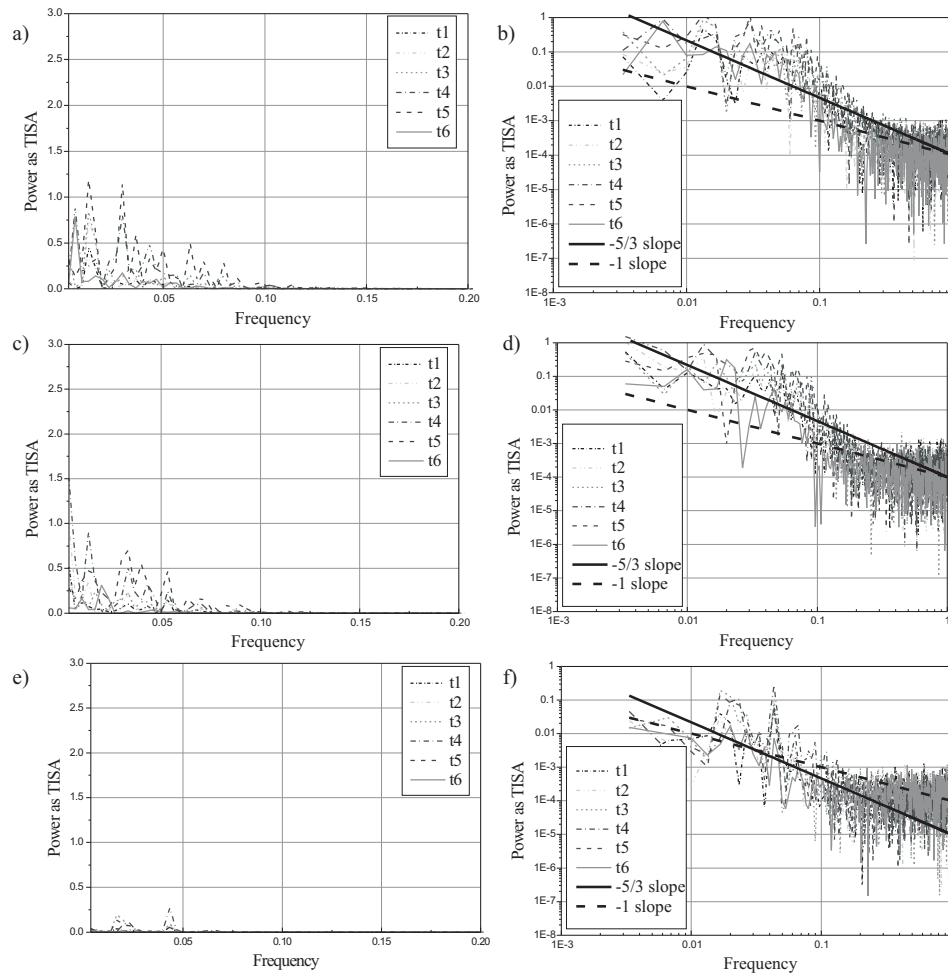 a)
3.0
2.5
2.0
1.5
1.0
0.5
0.0
Power as TISA
0.05
0.10
0.15
0.20
Frequency
t1
t2
t3
t4
t5
t6
b)
1
0.1
0.01
1E-3
1E-4
1E-5
1E-6
1E-7
1E-8
Power as TISA
1E-3
0.01
0.1
Frequency
t1
t2
t3
t4
t5
t6
-5/3 slope
-1 slope
c)
3.0
2.5
2.0
1.5
1.0
0.5
0.0
Power as TISA
0.05
0.10
0.15
0.20
Frequency
t1
t2
t3
t4
t5
t6
d)
1
0.1
0.01
1E-3
1E-4
1E-5
1E-6
1E-7
1E-8
Power as TISA
1E-3
0.01
0.1
1
Frequency
t1
t2
t3
t4
t5
t6
-5/3 slope
-1 slope
e)
3.0
2.5
2.0
1.5
1.0
0.5
0.0
Power as TISA
0.05
0.10
0.15
0.20
Frequency
t1
t2
t3
t4
t5
t6
f)
1
0.1
0.01
1E-3
1E-4
1E-5
1E-6
1E-7
1E-8
Power as TISA
1E-3
0.01
0.1
Frequency
t1
t2
t3
t4
t5
t6
-5/3 slope
-1 slope